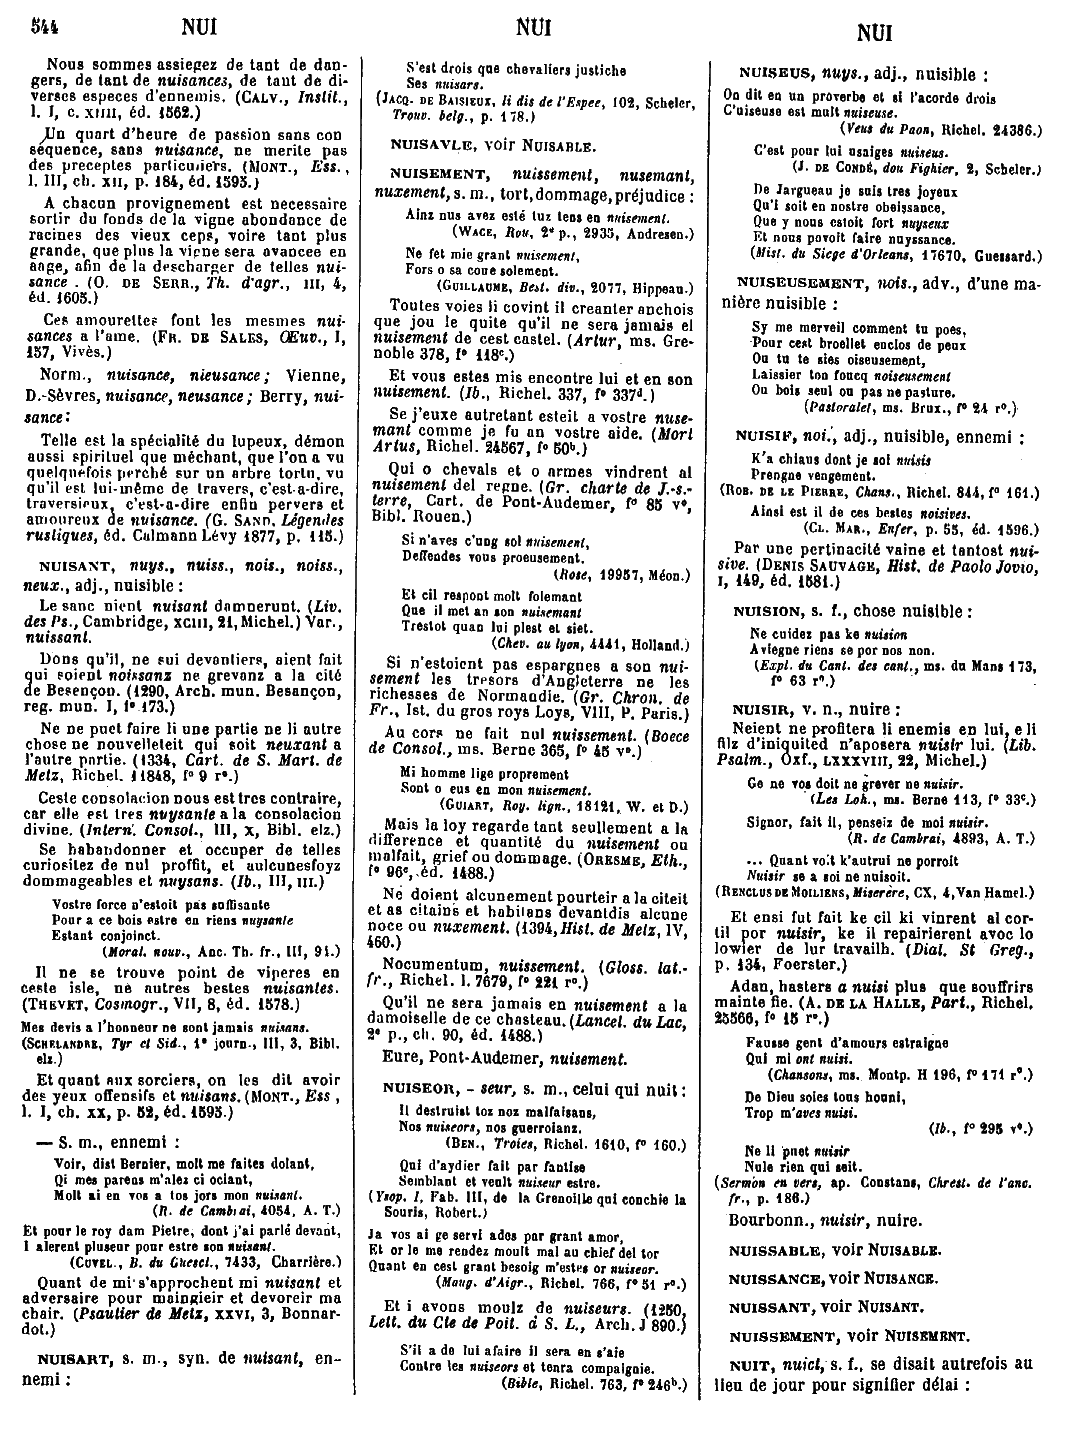 544
NUI
NUI
NUI
Nous sommes assiegez de tant de dan-
gers, de tant de nuisances, de tant de di-
verses especes d'ennemis. (CALV., Instit.,
l. I, c. XIIII, éd. 1562.)
Un quart d'heure de passion sans con
séquence, sans nuisance, ne merite pas
des preceptes particuiiers. (MONT., Ess.,
l. III, ch. XII, p. 184, éd. 1595.)
A chacun provignement est necessaire
sortir du fonds de la vigne abondance de
racines des vieux ceps, voire tant plus
grande, que plus la vigne sera avancee en
aage, afin de la descharger de telles nui-
sance . (O. DE SERR., Th. d'agr., III, 4,
éd. 1605.)
Ces amourettes font les mesmes nui-
sances a l'ame. (FR. DE SALES, Œuv., I,
157, Vivès.)
Norm., nuisance, nieusance; Vienne,
D.-Sèvres, nuisance, neusance; Berry, nui-
sance:
Telle est la spécialité du lupeux, démon
aussi spirituel que méchant, que l'on a vu
quelquefois perché sur un arbre tortu, vu
qu'il est lui-même de travers, c'est-a-dire,
traversieux, c'est-a-dire enfin pervers et
amoureux de nuisance. (G. SAND, Légendes
rustiques, éd. Calmann Lévy 1877, p. 115.)
NUISANT, nuys., nuiss., nois., noiss.,
neux., adj., nuisible :
Le sanc nient nuisant damnerunt. (Liv.
des Ps., Cambridge, XCIII, 21, Michel.) Var.,
nuissant.
Dons qu'il, ne sui devantiers, aient fait
qui soient noissanz ne grevanz a la cité
de Besençon. (1290, Arch. mun. Besançon,
reg. mun. I, f° 173.)
Ne ne puet faire li une partie ne li autre
chose ne nouvelleteit qui soit neuxant a
l'autre partie. (1334, Cart. de S. Mart. de
Metz, Richel. 11848, f° 9 r°.)
Ceste consolacion nous est tres contraire,
car elle est tres nuysante a la consolacion
divine. (Intern. Consol., III, X, Bibl. elz.)
Se habandonner et occuper de telles
curiositez de nul proffit, et aulcunesfoyz
dommageables et nuysans. (Ib., III, III.)
Vostre force n'estoit pas suffisante
Pour a ce bois estre en riens nuysante
Estant conjoinct.
(Moral. nouv., Anc. Th. fr., III, 91.)
Il ne se trouve point de viperes en
ceste isle, ne autres bestes nuisantes.
(THEVET, Cosmogr., VII, 8, éd. 1578.)
Mes devis a l'honneur ne sont jamais nuisans.
(SCHELANDRE, Tyr et Sid., 1e journ., III, 3, Bibl.
elz.)
Et quant aux sorciers, on les dit avoir
des yeux offensifs et nuisans. (MONT., Ess ,
l. I, ch. XX, p. 52, éd. 1595.)
— S. m., ennemi :
Voir, dist Bernier, molt me faites dolant,
Qi mes parens m'alez ci ociant,
Molt ai en vos a tos jors mon nuisant.
(R. de Cambrai, 4054, A. T.)
Et pour le roy dam Pietre, dont j'ai parlé devant,
I alerent pluseur pour estre son nuisant.
(CUVEL., B. du Guescl., 7433, Charrière.)
Quant de mi s'approchent mi nuisant et
adversaire pour maingieir et devoreir ma
chair. (Psautier de Metz, XXVI, 3, Bonnar-
dot.)
NUISART, s. m., syn. de nuisant, en-
nemi :
S'est drois que chevaliers justiche
Ses nuisars.
(JACQ. DE BAISIEUX, li dis de l'Espee, 102, Scheler,
Trouv. belg., p. 178.)
NUISAVLE, voir NUISABLE.
NUISEMENT, nuissement, nusemant,
nuxement, s. m., tort, dommage, préjudice :
Ainz nus avez esté tuz tens en nuisement.
(WACE, Rou, 2e p., 2935, Andresen.)
Ne fet mie grant nuisement,
Fors o sa coue solement.
(GUILLAUME, Best. div., 2077, Hippeau.)
Toutes voies li covint il creanter anchois
que jou le quite qu'il ne sera jamais el
nuisement de cest castel. (Artur, ms. Gre-
noble 378, f° 118c.)
Et vous estes mis encontre lui et en son
nuisement. (Ib., Richel. 337, f° 337d.)
Se j'euxe autretant esteit a vostre nuse-
mant comme je fu an vostre aide. (Mort
Artus, Richel. 24567, f° 50b.)
Qui o chevals et o armes vindrent al
nuisement del regne. (Gr. charte de J.-s.-
terre, Cart. de Pont-Audemer, f° 85 v°,
Bibl. Rouen.)
Si n'aves c'ung sol nuisement,
Deffendes vous proeusement.
(Rose, 19957, Méon.)
Et cil respont molt folemant
Que il met an son nuisemant
Trestot quan lui plest et siet.
(Chev. au lyon, 4441, Holland.)
Si n'estoient pas espargnes a son nui-
sement les tresors d'Angleterre ne les
richesses de Normandie. (Gr. Chron. de
Fr., Ist. du gros roys Loys, VIII, P. Paris.)
Au cors ne fait nul nuissement. (Boece
de Consol., ms. Berne 365, f° 45 v°.)
Mi homme lige proprement
Sont o eus en mon nuisement.
(GUIART, Roy. lign., 18121, W. et D.)
Mais la loy regarde tant seullement a la
difference et quantité du nuisement ou
malfait, grief ou dommage. (ORESME, Eth.,
f° 96c, éd. 1488.)
Ne doient alcunement pourteir a la citeit
et as citains et habitans devantdis alcune
noce ou nuxement. (1394, Hist. de Metz, IV,
460.)
Nocumentum, nuissement. (Gloss. lat.-
fr., Richel. l. 7679, f° 221 r°.)
Qu'il ne sera jamais en nuisement a la
damoiselle de ce chasteau. (Lancel. du Lac,
2e p., ch. 90, éd. 1488.)
Eure, Pont-Audemer, nuisement.
NUISEOR, - seur, s. m., celui qui nuit :
Il destruist toz noz malfaisans,
Nos nuiseors, nos guerroianz.
(BEN., Troies, Richel. 1610, f° 160.)
Qui d'aydier fait par fantise
Semblant et veult nuiseur estre.
(Ysop. I, Fab. III, de la Grenoille qui conchie la
Souris, Robert.)
Ja vos ai ge servi ades par grant amor,
Et or le me rendez moult mal au chief del tor
Quant en cest grant besoig m'estes or nuiseor.
(Maug. d'Aigr., Richel. 766, f° 51 r°.)
Et i avons moulz de nuiseurs. (1250,
Lett. du Cte de Poit. à S. L., Arch. J 890.)
S'il a de lui afaire il sera en s'aie
Contre les nuiseors et tenra compaignie.
(Bible, Richel. 763, f° 246b.)
NUISEUS, nuys., adj., nuisible :
On dit en un proverbe et si l'acorde drois
C'uiseuse est mult nuiseuse.
(Veus du Paon, Richel. 24386.)
C'est pour lui usaiges nuiseus.
(J. DE CONDÉ, dou Fighier, 2, Scheler.)
De Jargueau je suis tres joyeux
Qu'i soit en nostre obeissance,
Que y nous estoit fort nuyseux
Et nous povoit faire nuyssance.
(Mist. du Siege d'Orleans, 17670, Guessard.)
NUISEUSEMENT, nois., adv., d'une ma-
nière nuisible :
Sy me merveil comment tu poes,
Pour cest broellet enclos de peux
Ou tu te sies oiseusement,
Laissier ton foucq noiseusement
Ou bois seul ou pas ne pasture.
(Pastoralet, ms. Brux., f° 24 r°.)
NUISIF, noi., adj., nuisible, ennemi :
K'a chiaus dont je soi nuisis
Prengne vengement.
(ROB. DE LE PIERRE, Chans., Richel. 844, f° 161.)
Ainsi est il de ces bestes noisives.
(CL. MAR., Enfer, p. 55, éd. 1596.)
Par une pertinacité vaine et tantost nui-
sive. (DENIS SAUVAGE, Hist. de Paolo Jovio,
I, 149, éd. 1581.)
NUISION, s. f., chose nuisible :
Ne cuidez pas ke nuision
Aviegne riens se por nos non.
(Expl. du Cant. des cant., ms. du Mans 173,
f° 63 r°.)
NUISIR, v. n., nuire :
Neient ne profitera li enemis en lui, e li
filz d'iniquited n'aposera nuisir lui. (Lib.
Psalm., Oxf., LXXXVIII, 22, Michel.)
Ge ne vos doit ne grever ne nuisir.
(Les Loh., ms. Berne 113, f° 33c.)
Signor, fait il, penseiz de moi nuisir.
(R. de Cambrai, 4893, A. T.)
... Quant voit k'autrui ne porroit
Nuisir se a soi ne nuisoit.
(RENCLUS DE MOLLIENS, Miserere, CX, 4, Van Hamel.)
Et ensi fut fait ke cil ki vinrent al cor-
til por nuisir, ke il repairierent avoc lo
lowier de lur travailh. (Dial. St Greg.,
p. 134, Foerster.)
Adan, hasters a nuisi plus que souffrirs
mainte fie. (A. DE LA HALLE, Part., Richel.
25566, f° 15 r°.)
Fausse gent d'amours estraigne
Qui mi ont nuisi.
(Chansons, ms. Montp. H 196, f° 171 r°.)
De Dieu soies tous honni,
Trop m'aves nuisi.
(Ib., f° 295 v°.)
Ne li puet nuisir
Nule rien qui seit.
(Sermon en vers, ap. Constans, Chrest. de l'anc.
fr., p. 186.)
Bourbonn., nuisir, nuire.
NUISSABLE, voir NUISABLE.
NUISSANCE, voir NUISANCE.
NUISSANT, voir NUISANT.
NUISSEMENT, voir NUISEMENT.
NUIT, nuict, s. f., se disait autrefois au
lieu de jour pour signifier délai :